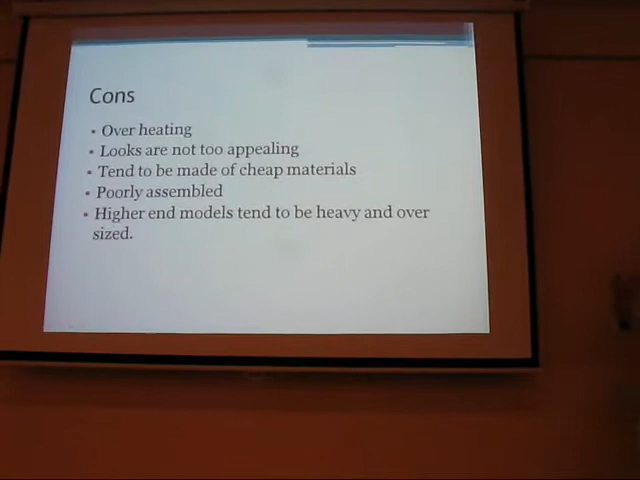 Cons
• Over heating
• Looks are not too appealing
• Tend to be made of cheap materials
• Poorly assembled
• Higher end models tend to be heavy and over
sized.